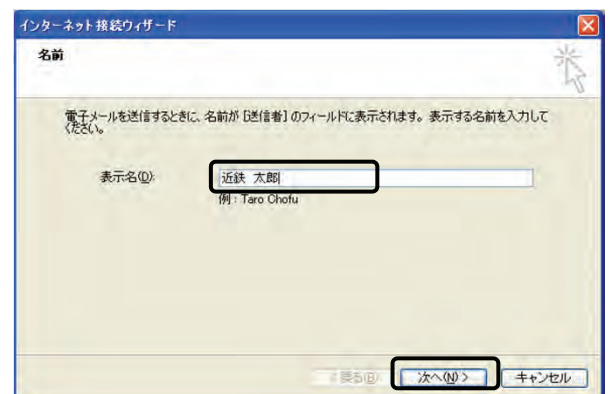 インターネット接続ウィザード
名前
電子メールを送信するときに、名前が [送信者] のフィールドに表示されます。表示する名前を入力して
ください。
表示名(D): 近鉄 太郎
例 : Taro Chofu
< 戻る(B) 次へ(N) > キャンセル